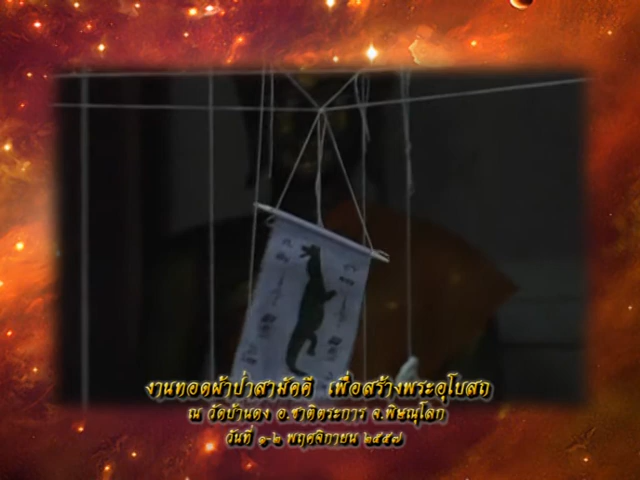 งานทอดผ้าป่าสามัคคี เพื่อสร้างพระอุโบสถ
ณ วัดบ้านดง อ.ชาติตระการ จ.พิษณุโลก
วันที่ ๑-๒ พฤศจิกายน ๒๕๕๗